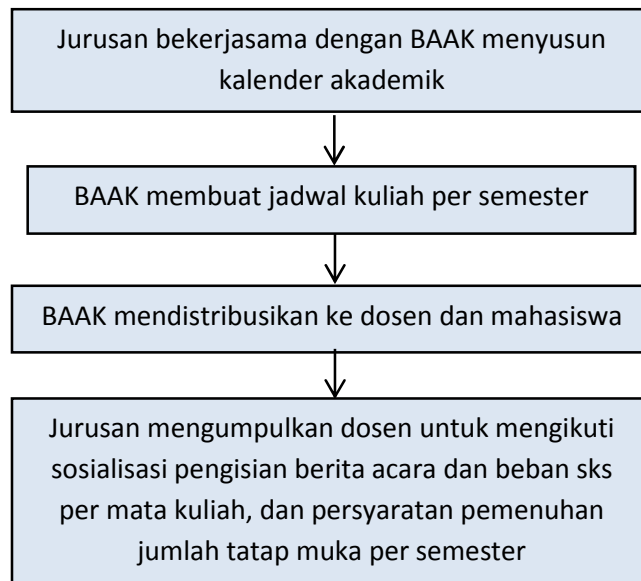 Jurusan bekerjasama dengan BAAK menyusun
kalender akademik
BAAK membuat jadwal kuliah per semester
BAAK mendistribusikan ke dosen dan mahasiswa
Jurusan mengumpulkan dosen untuk mengikuti
sosialisasi pengisian berita acara dan beban sks
per mata kuliah, dan persyaratan pemenuhan
jumlah tatap muka per semester